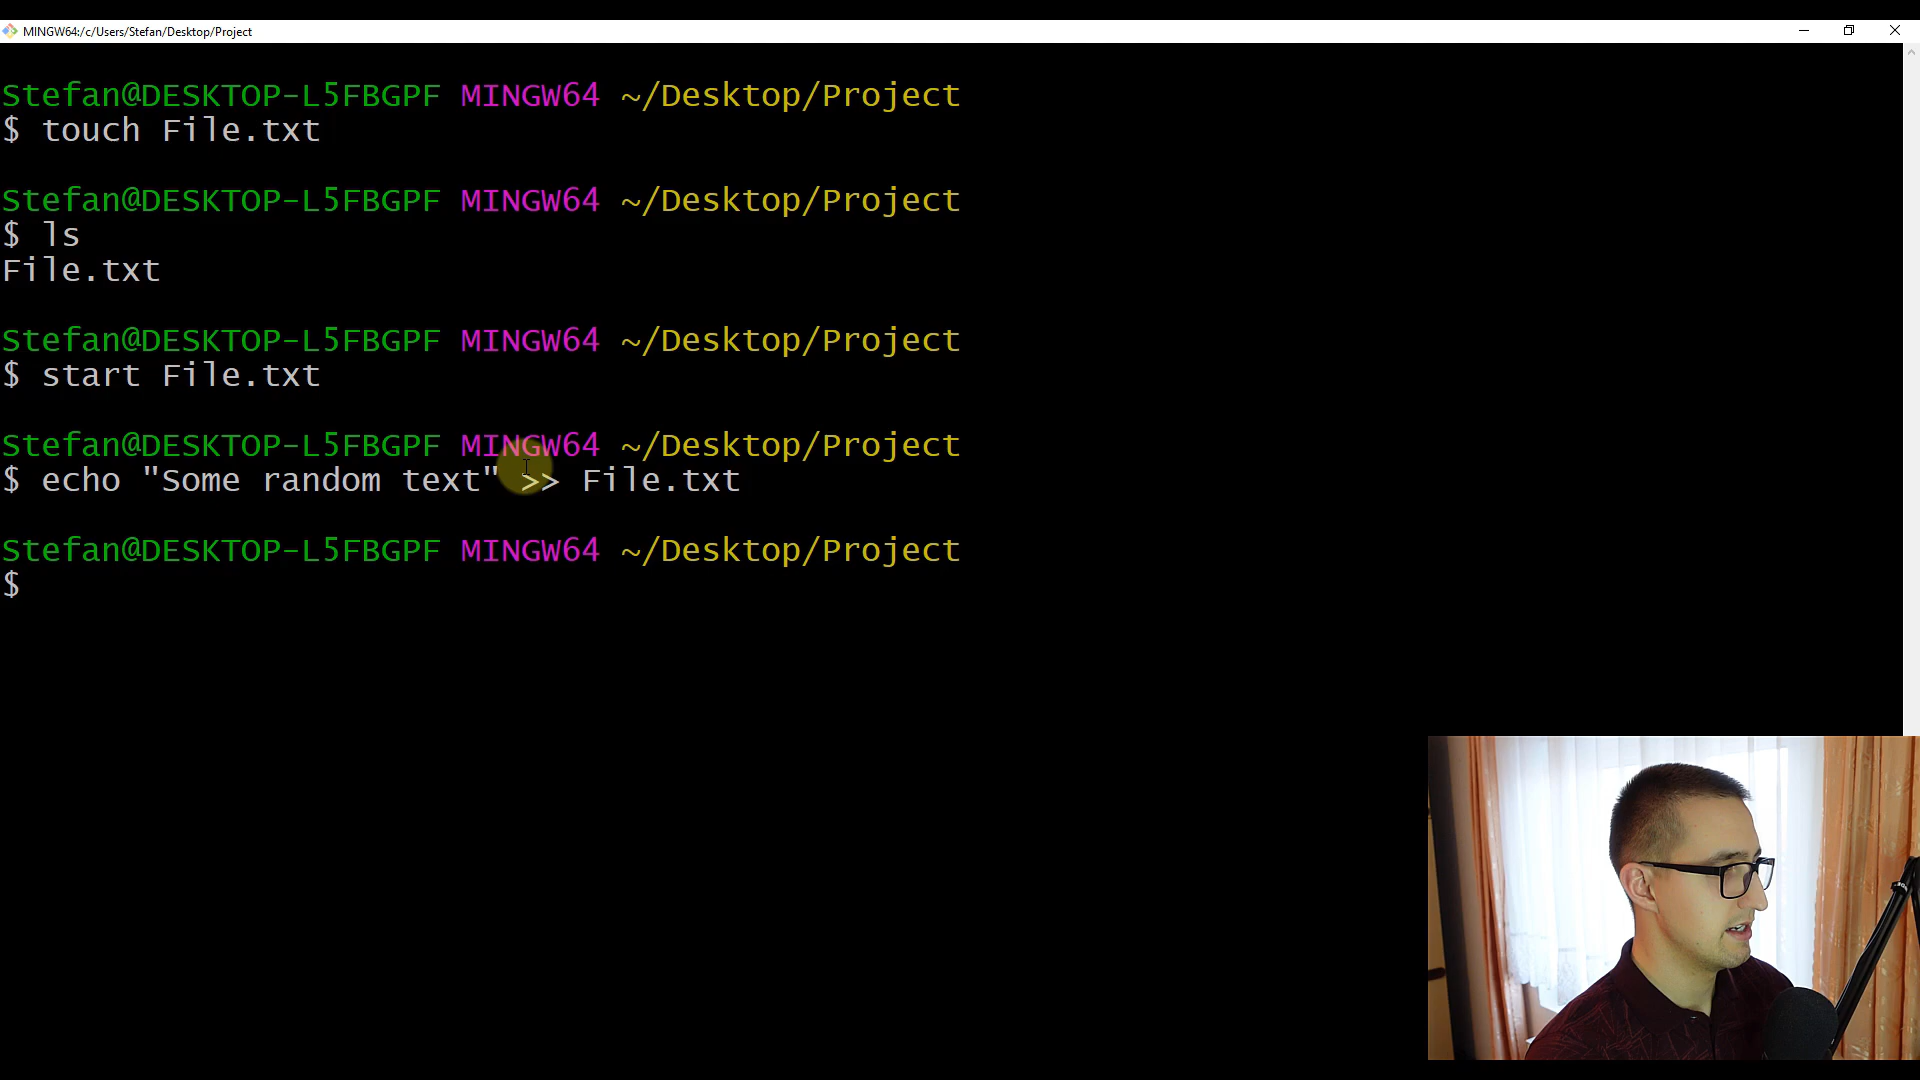 MINGW64:/c/Users/Stefan/Desktop/Project
Stefan@DESKTOP-L5FBGPF MINGW64 ~/Desktop/Project
$ touch File.txt
Stefan@DESKTOP-L5FBGPF MINGW64 ~/Desktop/Project
$ ls
File.txt
Stefan@DESKTOP-L5FBGPF MINGW64 ~/Desktop/Project
$ start File.txt
Stefan@DESKTOP-L5FBGPF MINGW64 ~/Desktop/Project
$ echo "Some random text" >> File.txt
Stefan@DESKTOP-L5FBGPF MINGW64 ~/Desktop/Project
$